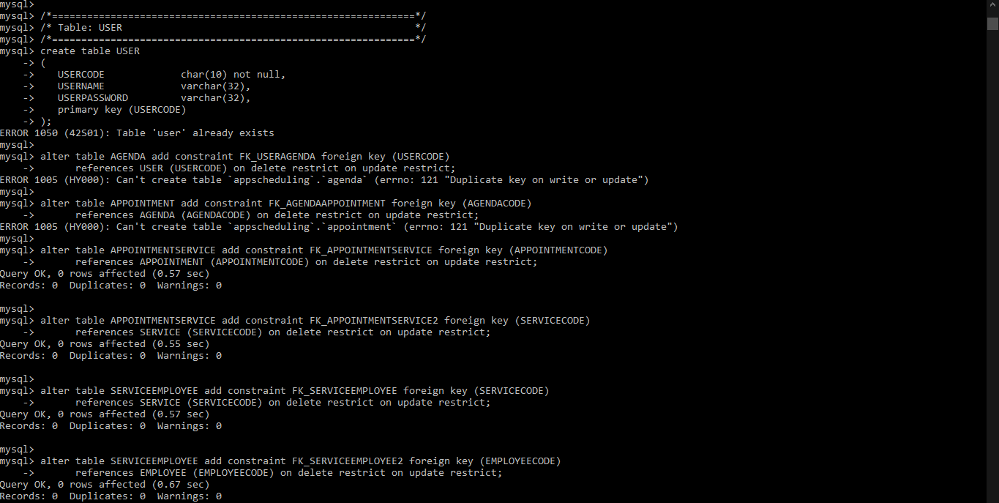 mysql>
mysql> /*==============================================================*/
mysql> /* Table: USER                                                  */
mysql> /*==============================================================*/
mysql> create table USER
    -> (
    ->    USERCODE             char(10) not null,
    ->    USERNAME             varchar(32),
    ->    USERPASSWORD         varchar(32),
    ->    primary key (USERCODE)
    -> );
ERROR 1050 (42S01): Table 'user' already exists
mysql>
mysql> alter table AGENDA add constraint FK_USERAGENDA foreign key (USERCODE)
    ->       references USER (USERCODE) on delete restrict on update restrict;
ERROR 1005 (HY000): Can't create table `appscheduling`.`agenda` (errno: 121 "Duplicate key on write or update")
mysql>
mysql> alter table APPOINTMENT add constraint FK_AGENDAAPPOINTMENT foreign key (AGENDACODE)
    ->       references AGENDA (AGENDACODE) on delete restrict on update restrict;
ERROR 1005 (HY000): Can't create table `appscheduling`.`appointment` (errno: 121 "Duplicate key on write or update")
mysql>
mysql> alter table APPOINTMENTSERVICE add constraint FK_APPOINTMENTSERVICE foreign key (APPOINTMENTCODE)
    ->       references APPOINTMENT (APPOINTMENTCODE) on delete restrict on update restrict;
Query OK, 0 rows affected (0.57 sec)
Records: 0  Duplicates: 0  Warnings: 0
mysql>
mysql> alter table APPOINTMENTSERVICE add constraint FK_APPOINTMENTSERVICE2 foreign key (SERVICECODE)
    ->       references SERVICE (SERVICECODE) on delete restrict on update restrict;
Query OK, 0 rows affected (0.55 sec)
Records: 0  Duplicates: 0  Warnings: 0
mysql>
mysql> alter table SERVICEEMPLOYEE add constraint FK_SERVICEEMPLOYEE foreign key (SERVICECODE)
    ->       references SERVICE (SERVICECODE) on delete restrict on update restrict;
Query OK, 0 rows affected (0.57 sec)
Records: 0  Duplicates: 0  Warnings: 0
mysql>
mysql> alter table SERVICEEMPLOYEE add constraint FK_SERVICEEMPLOYEE2 foreign key (EMPLOYEECODE)
    ->       references EMPLOYEE (EMPLOYEECODE) on delete restrict on update restrict;
Query OK, 0 rows affected (0.67 sec)
Records: 0  Duplicates: 0  Warnings: 0